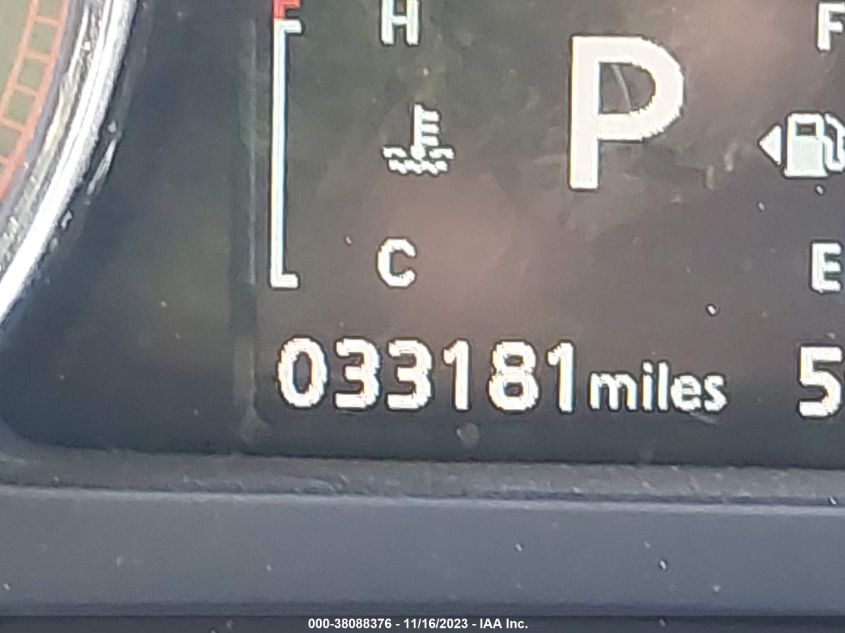 H P F
C E
033181 miles 5
000-38088376 - 11/16/2023 - IAA Inc.